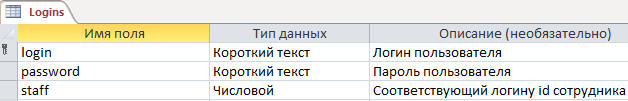 Logins
Имя поля Тип данных Описание (необязательно)
login Короткий текст Логин пользователя
password Короткий текст Пароль пользователя
staff Числовой Соответствующий логину id сотрудника